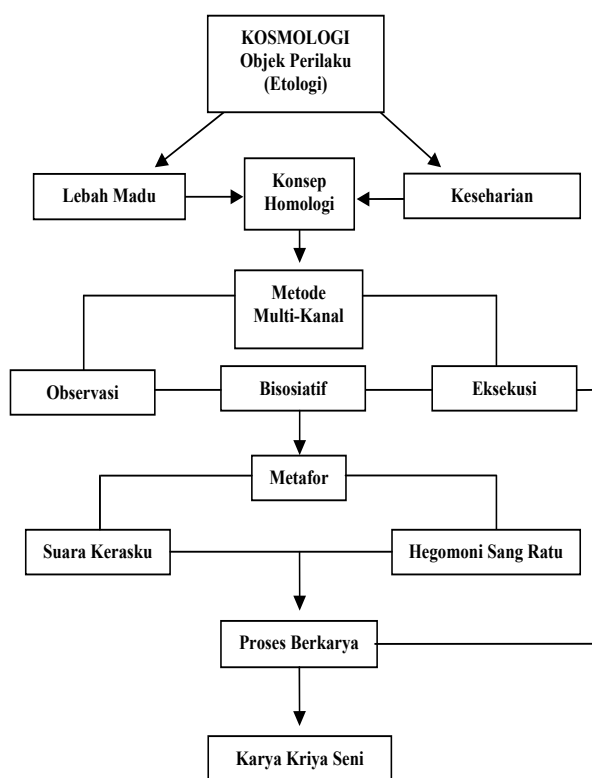 KOSMOLOGI
Objek Perilaku
(Etologi)
Lebah Madu
Konsep
Homologi
Keseharian
Metode
Multi-Kanal
Observasi
Bisosiatif
Eksekusi
Metafor
Suara Kerasku
Hegomoni Sang Ratu
Proses Berkarya
Karya Kriya Seni